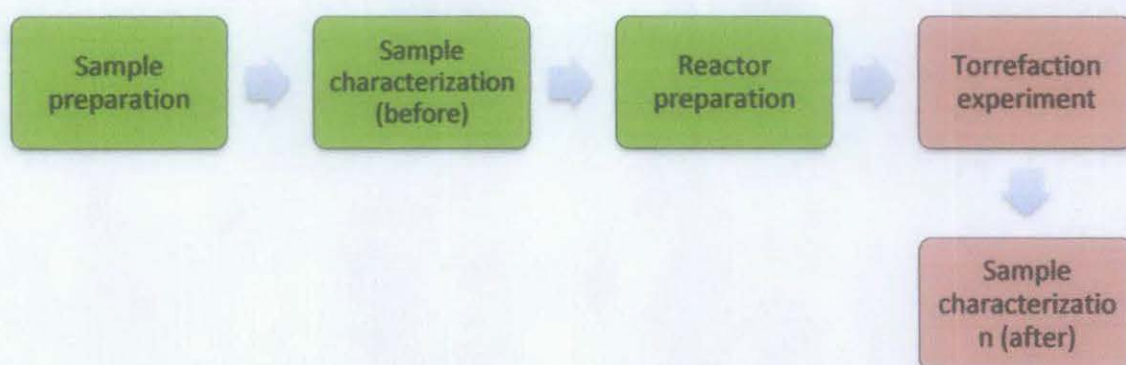 Sample
preparation
Sample
characterization
(before)
Reactor
preparation
Torrefaction
experiment
Sample
characterizatio
n (after)